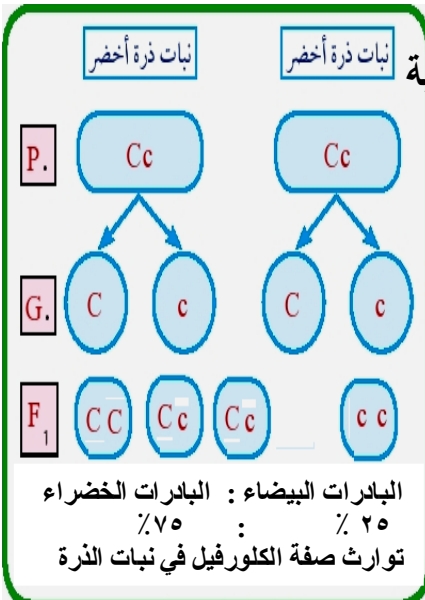 نبات ذرة أخضر نبات ذرة أخضر
P. Cc Cc
G. C c C c
F1 CC Cc Cc cc
البادرات البيضاء : البادرات الخضراء
٢٥ ٪ : ٧٥٪
توارث صفة الكلورفيل في نبات الذرة